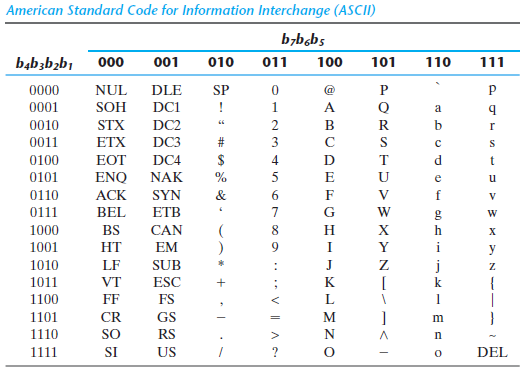 American Standard Code for Information Interchange (ASCII)
b7b6b5
b4b3b2b1 000 001 010 011 100 101 110 111
0000 NUL DLE SP 0 @ P ` p
0001 SOH DC1 ! 1 A Q a q
0010 STX DC2 “ 2 B R b r
0011 ETX DC3 # 3 C S c s
0100 EOT DC4 $ 4 D T d t
0101 ENQ NAK % 5 E U e u
0110 ACK SYN & 6 F V f v
0111 BEL ETB ‘ 7 G W g w
1000 BS CAN ( 8 H X h x
1001 HT EM ) 9 I Y i y
1010 LF SUB * : J Z j z
1011 VT ESC + ; K [ k {
1100 FF FS , < L \ l |
1101 CR GS − = M ] m }
1110 SO RS . > N ∧ n ~
1111 SI US / ? O − o DEL